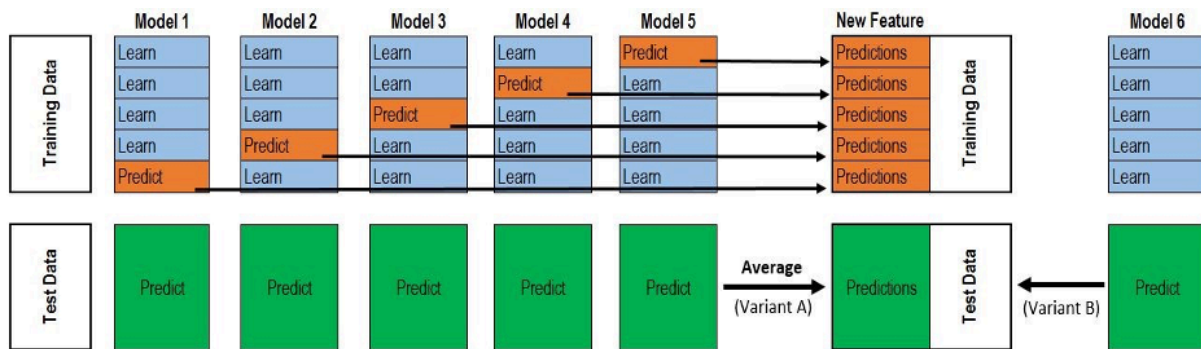 Model 1 Model 2 Model 3 Model 4 Model 5 New Feature Model 6
Training Data
Learn Learn Learn Learn Predict Predictions Learn
Learn Learn Learn Predict Learn Predictions Learn
Learn Learn Predict Learn Learn Predictions Learn
Learn Predict Learn Learn Learn Predictions Learn
Predict Learn Learn Learn Learn Predictions Learn
Training Data
Test Data
Predict Predict Predict Predict Predict
Average
(Variant A)
Predictions
Test Data
(Variant B)
Predict